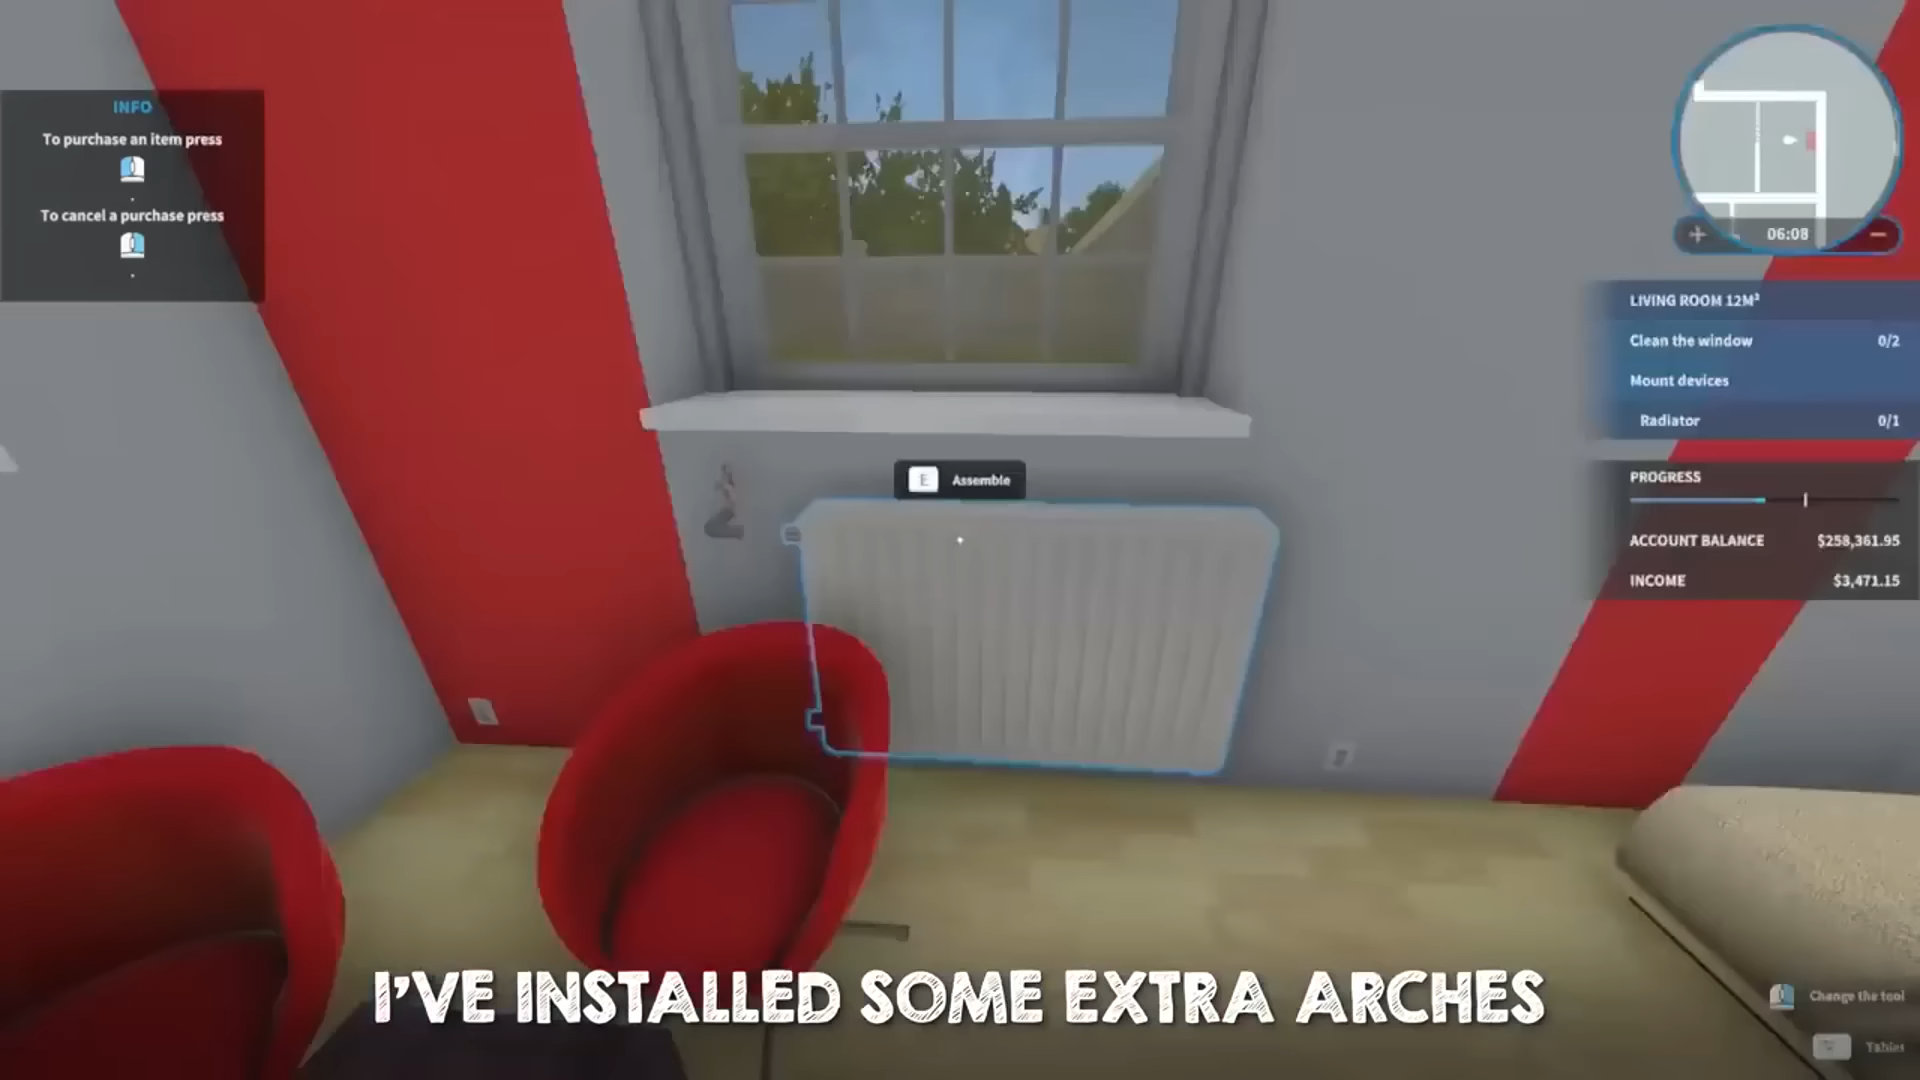 INFO
To purchase an item press
.
To cancel a purchase press
.
06:08
LIVING ROOM 12M²
Clean the window 0/2
Mount devices
Radiator 0/1
E Assemble
PROGRESS
ACCOUNT BALANCE $258,361.95
INCOME $3,471.15
I'VE INSTALLED SOME EXTRA ARCHES
Change the tool
Tablet